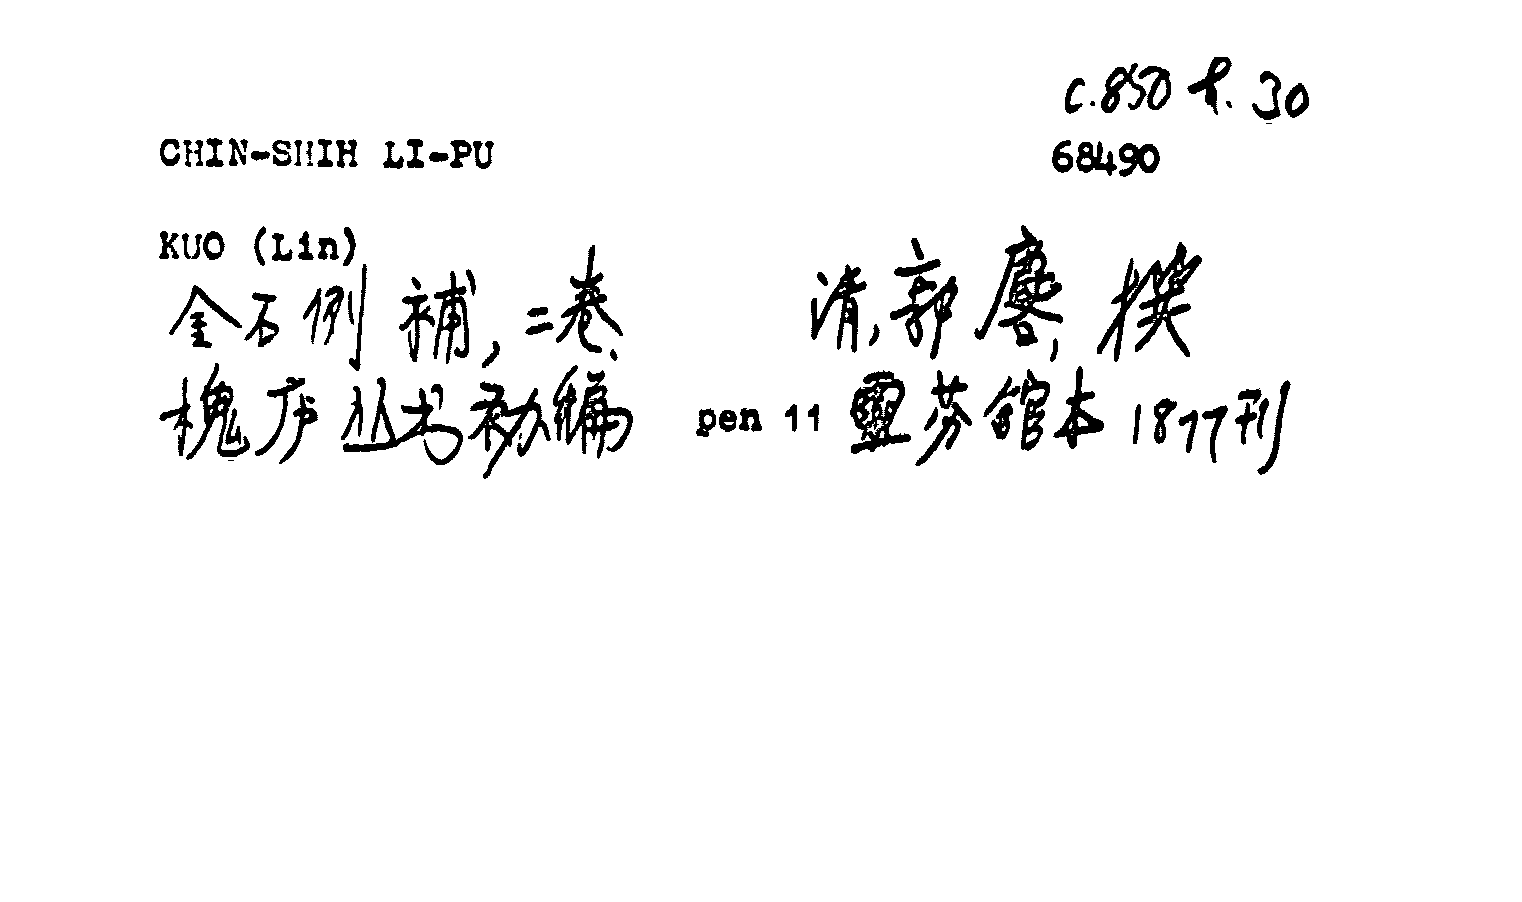 c.850 f. 30
CHIN-SHIH LI-PU 68490
KUO (Lin)
金石例補, 二卷. 清, 郭麐, 撰
槐庐丛书初編 pen 11 靈芬館本 1877刊